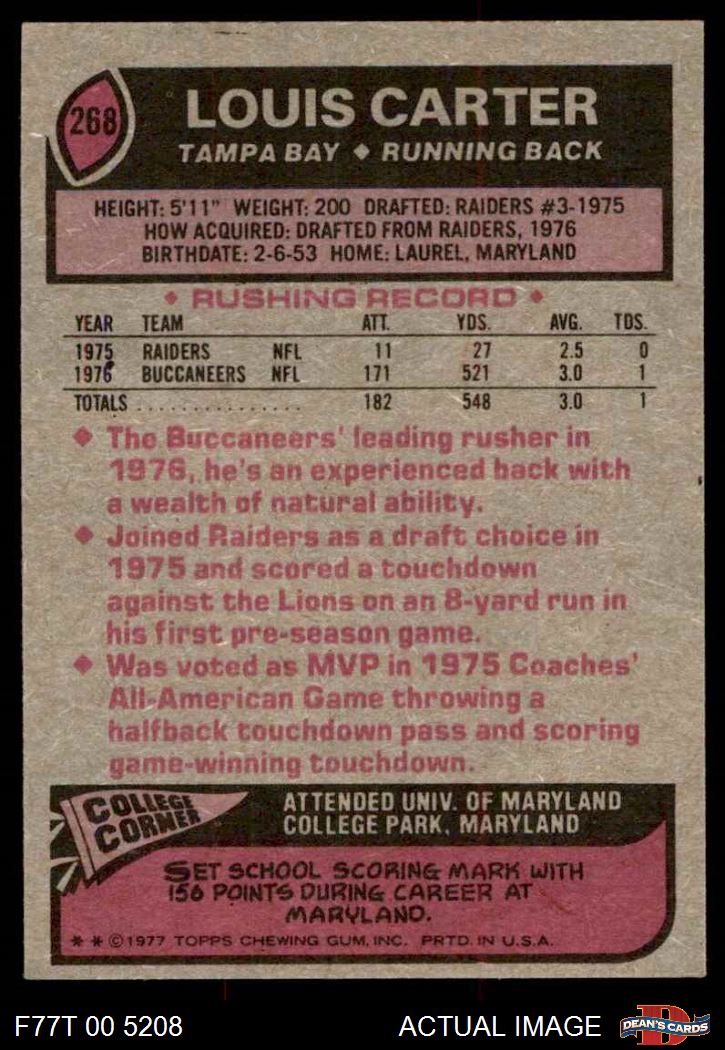 268
LOUIS CARTER
TAMPA BAY ◆ RUNNING BACK
HEIGHT: 5'11" WEIGHT: 200 DRAFTED: RAIDERS #3-1975
HOW ACQUIRED: DRAFTED FROM RAIDERS, 1976
BIRTHDATE: 2-6-53 HOME: LAUREL, MARYLAND
◆ RUSHING RECORD ◆
YEAR TEAM ATT. YDS. AVG. TDS.
1975 RAIDERS NFL 11 27 2.5 0
1976 BUCCANEERS NFL 171 521 3.0 1
TOTALS ................ 182 548 3.0 1
◆ The Buccaneers' leading rusher in
1976, he's an experienced back with
a wealth of natural ability.
◆ Joined Raiders as a draft choice in
1975 and scored a touchdown
against the Lions on an 8-yard run in
his first pre-season game.
◆ Was voted as MVP in 1975 Coaches'
All-American Game throwing a
halfback touchdown pass and scoring
game-winning touchdown.
COLLEGE
CORNER
ATTENDED UNIV. OF MARYLAND
COLLEGE PARK, MARYLAND
SET SCHOOL SCORING MARK WITH
156 POINTS DURING CAREER AT
MARYLAND.
* * ©1977 TOPPS CHEWING GUM, INC. PRTD. IN U.S.A.
F77T 00 5208
ACTUAL IMAGE
D
DEAN'S CARDS